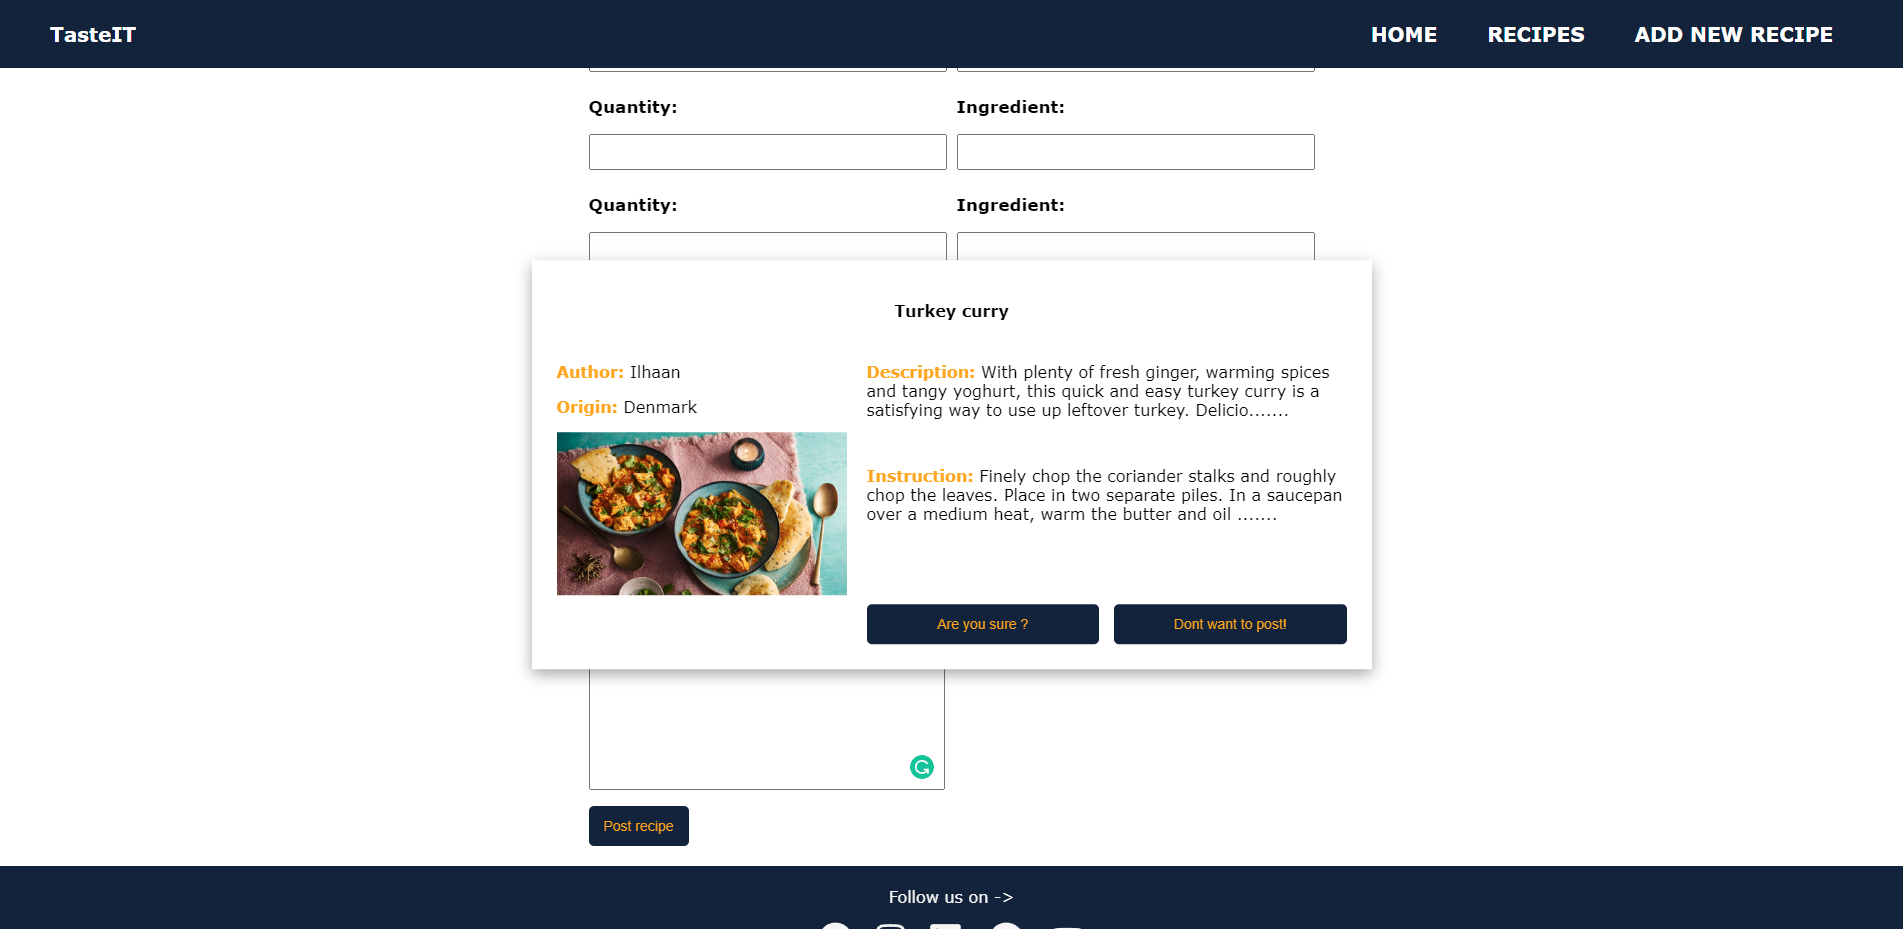 TasteIT
HOME
RECIPES
ADD NEW RECIPE
Quantity:
Ingredient:
Quantity:
Ingredient:
Turkey curry
Author: Ilhaan
Origin: Denmark
Description: With plenty of fresh ginger, warming spices
and tangy yoghurt, this quick and easy turkey curry is a
satisfying way to use up leftover turkey. Delicio.......
Instruction: Finely chop the coriander stalks and roughly
chop the leaves. Place in two separate piles. In a saucepan
over a medium heat, warm the butter and oil .......
Are you sure ?
Dont want to post!
Post recipe
Follow us on ->